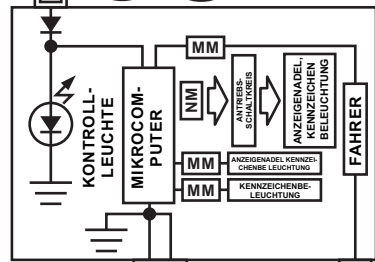 MM
KONTROLL-
LEUCHTE
MIKROCOM-
PUTER
NM
ANTTRIEBS-
SCHALTKREIS
ANZEIGENADEL,
KENNZEICHEN
BELEUCHTUNG
FAHRER
MM
ANZEIGENADEL KENNZEI-
CHENBE LEUCHTUNG
MM
KENNZEICHENBE-
LEUCHTUNG